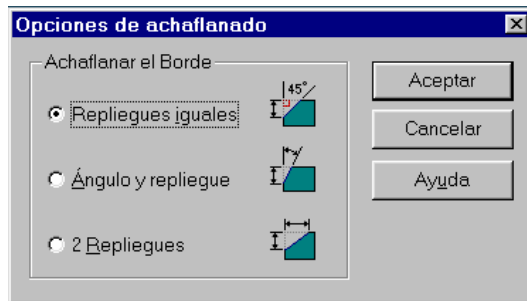 Opciones de achaflanado
Achaflanar el Borde
Repliegues iguales
45°
Ángulo y repliegue
2 Repliegues
Aceptar
Cancelar
Ayuda